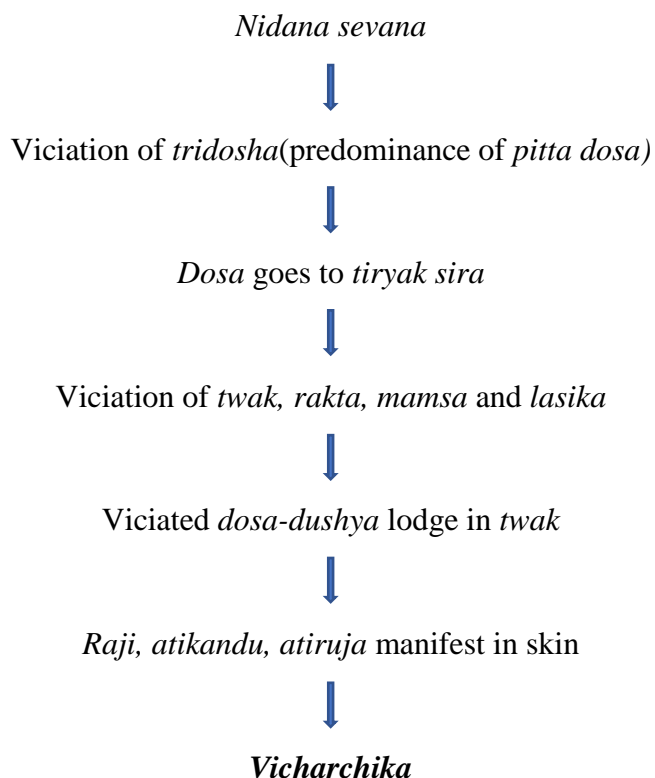 Nidana sevana
Viciation of tridosha(predominance of pitta dosa)
Dosa goes to tiryak sira
Viciation of twak, rakta, mamsa and lasika
Viciated dosa-dushya lodge in twak
Raji, atikandu, atiruja manifest in skin
Vicharchika